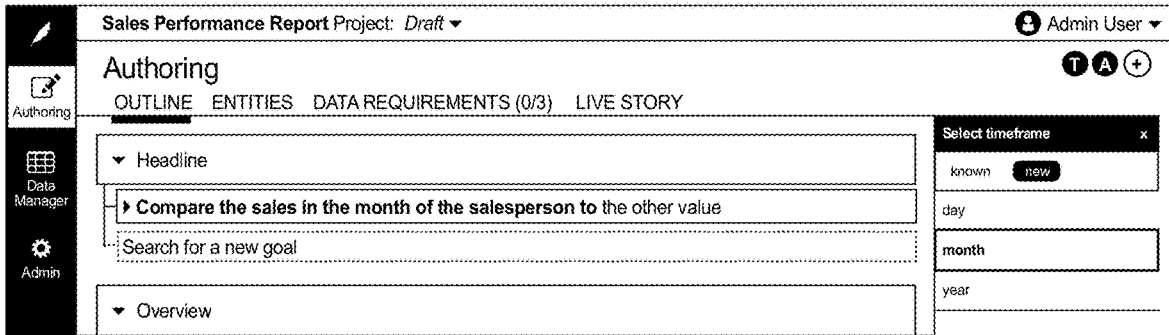 Sales Performance Report Project: Draft
Admin User
Authoring
T A +
OUTLINE ENTITIES DATA REQUIREMENTS (0/3) LIVE STORY
Authoring
Data
Manager
Admin
Headline
Compare the sales in the month of the salesperson to the other value
Search for a new goal
Overview
Select timeframe x
known new
day
month
year